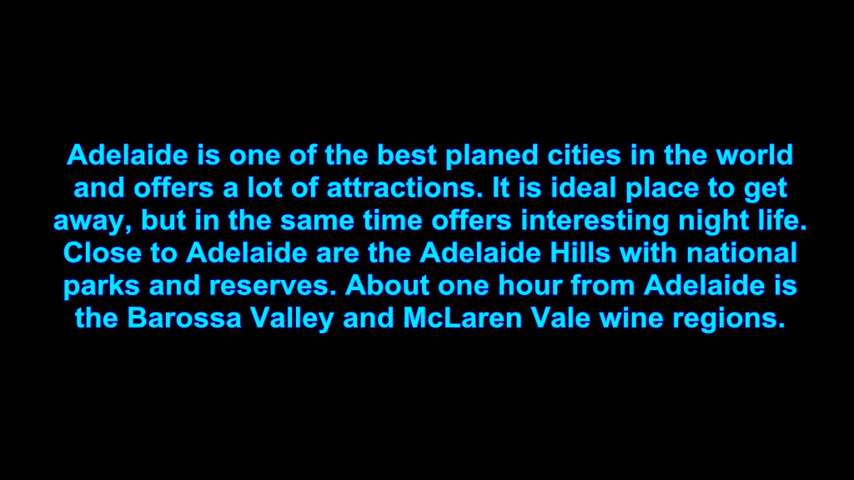 Adelaide is one of the best planed cities in the world
and offers a lot of attractions. It is ideal place to get
away, but in the same time offers interesting night life.
Close to Adelaide are the Adelaide Hills with national
parks and reserves. About one hour from Adelaide is
the Barossa Valley and McLaren Vale wine regions.